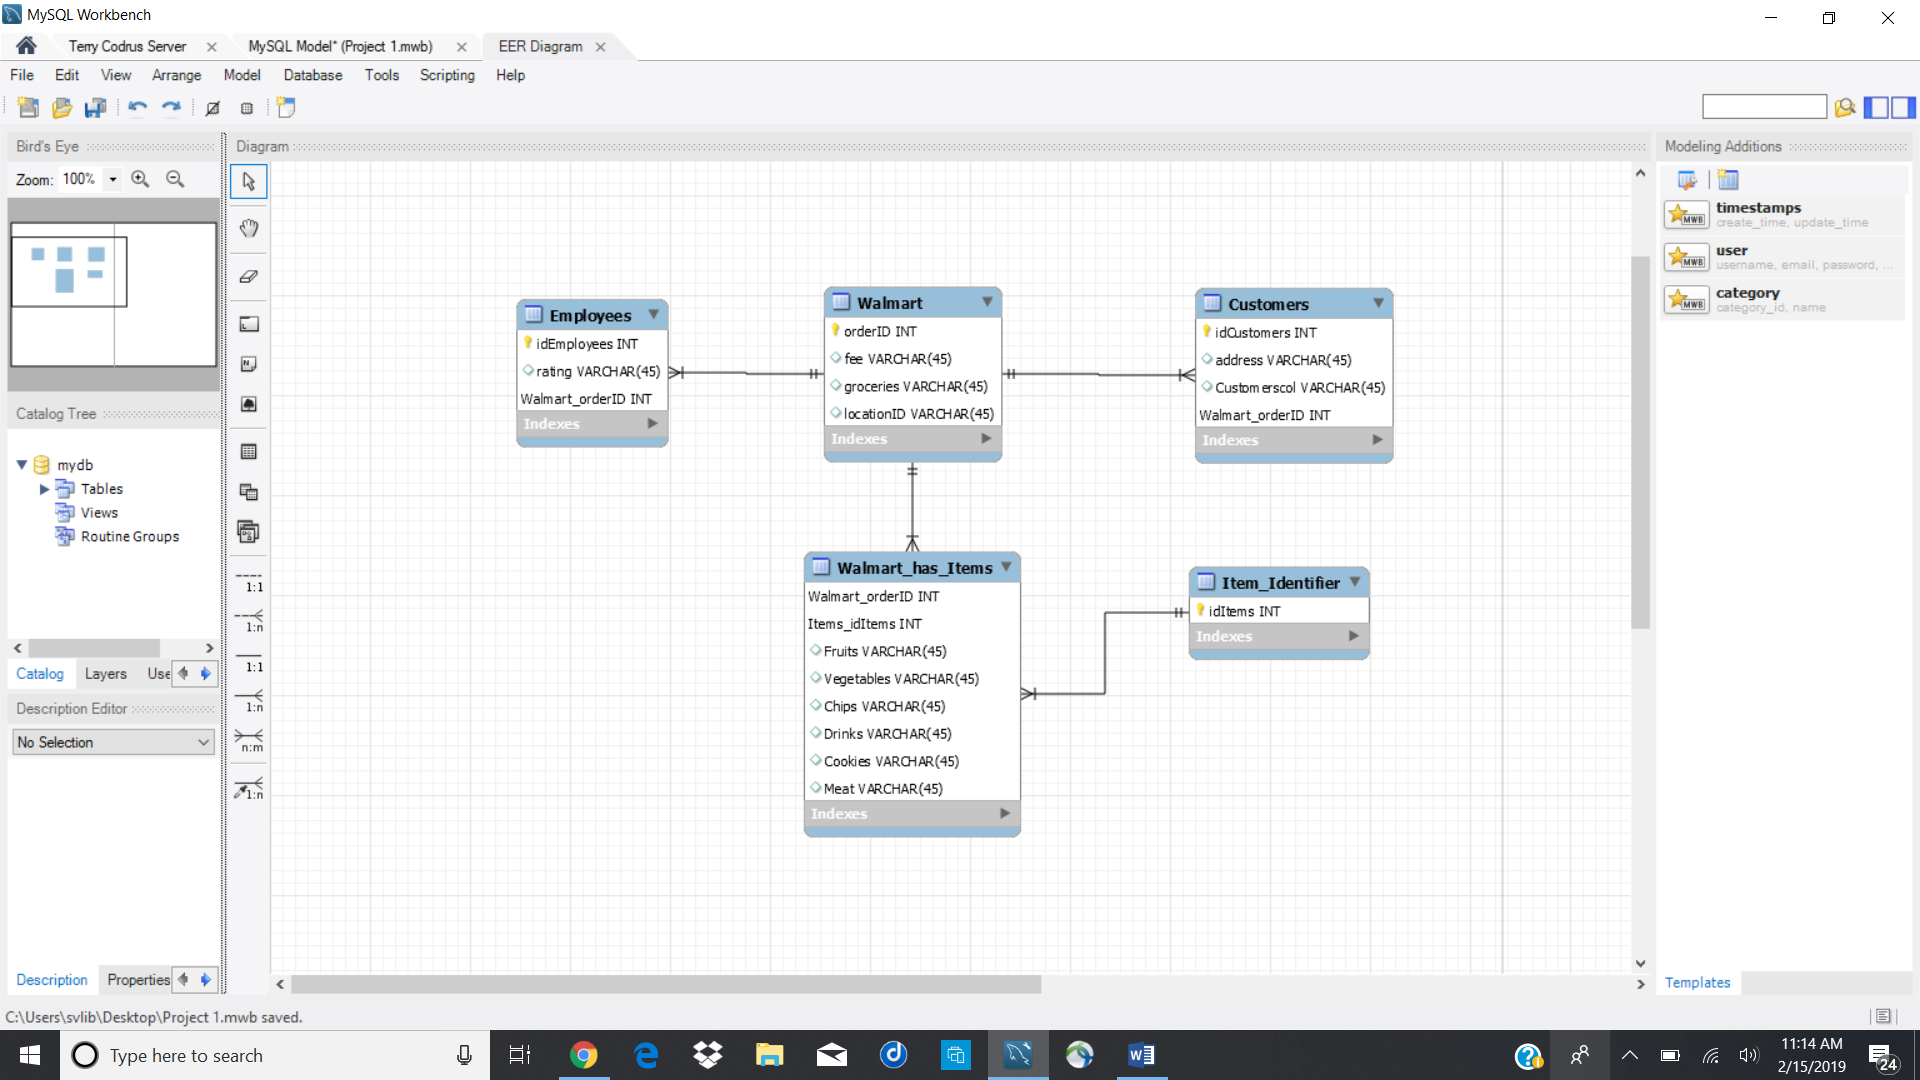 MySQL Workbench
Terry Codrus Server
MySQL Model* (Project 1.mwb)
EER Diagram
File Edit View Arrange Model Database Tools Scripting Help
Bird's Eye
Diagram
Modeling Additions
Zoom: 100%
timestamps
create_time, update_time
user
username, email, password, ...
category
category_id, name
Employees
idEmployees INT
rating VARCHAR(45)
Walmart_orderID INT
Indexes
Walmart
orderID INT
fee VARCHAR(45)
groceries VARCHAR(45)
locationID VARCHAR(45)
Indexes
Customers
idCustomers INT
address VARCHAR(45)
Customerscol VARCHAR(45)
Walmart_orderID INT
Indexes
Catalog Tree
mydb
Tables
Views
Routine Groups
1:1
1:n
1:1
1:n
n:m
1:n
Walmart_has_Items
Walmart_orderID INT
Items_idItems INT
Fruits VARCHAR(45)
Vegetables VARCHAR(45)
Chips VARCHAR(45)
Drinks VARCHAR(45)
Cookies VARCHAR(45)
Meat VARCHAR(45)
Indexes
Item_Identifier
idItems INT
Indexes
Catalog Layers Use
Description Editor
No Selection
Description Properties
Templates
C:\Users\svlib\Desktop\Project 1.mwb saved.
Type here to search
11:14 AM
2/15/2019
24